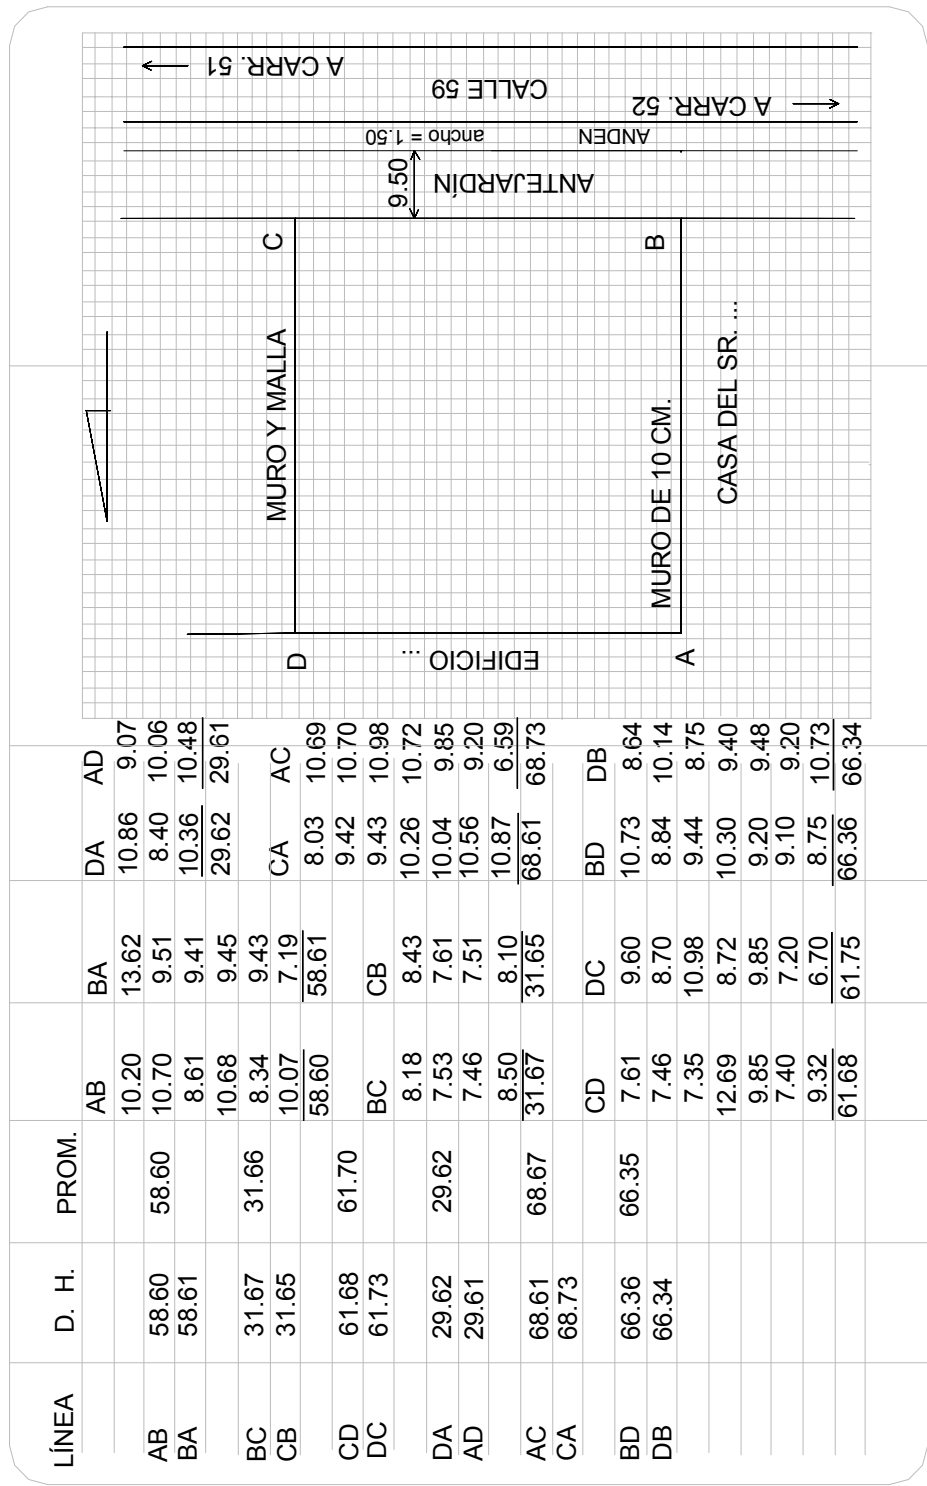 LÍNEA D. H. PROM.
AB BA DA AD
10.20 13.62 10.86 9.07
AB 58.60 58.60 10.70 9.51 8.40 10.06
BA 58.61 8.61 9.41 10.36 10.48
10.68 9.45 29.62 29.61
BC 31.67 31.66 8.34 9.43
CB 31.65 10.07 7.19 CA AC
58.60 58.61 8.03 10.69
CD 61.68 61.70 9.42 10.70
DC 61.73 BC CB 9.43 10.98
8.18 8.43 10.26 10.72
DA 29.62 29.62 7.53 7.61 10.04 9.85
AD 29.61 7.46 7.51 10.56 9.20
8.50 8.10 10.87 6.59
AC 68.61 68.67 31.67 31.65 68.61 68.73
CA 68.73
CD DC BD DB
BD 66.36 66.35 7.61 9.60 10.73 8.64
DB 66.34 7.46 8.70 8.84 10.14
7.35 10.98 9.44 8.75
12.69 8.72 10.30 9.40
9.85 9.85 9.20 9.48
7.40 7.20 9.10 9.20
9.32 6.70 8.75 10.73
61.68 61.75 66.36 66.34
D
C
MURO Y MALLA
EDIFICIO ...
9.50
ANTEJARDÍN
ANDEN
ancho = 1.50
CALLE 59
A CARR. 51
A CARR. 52
MURO DE 10 CM.
A
B
CASA DEL SR. ...